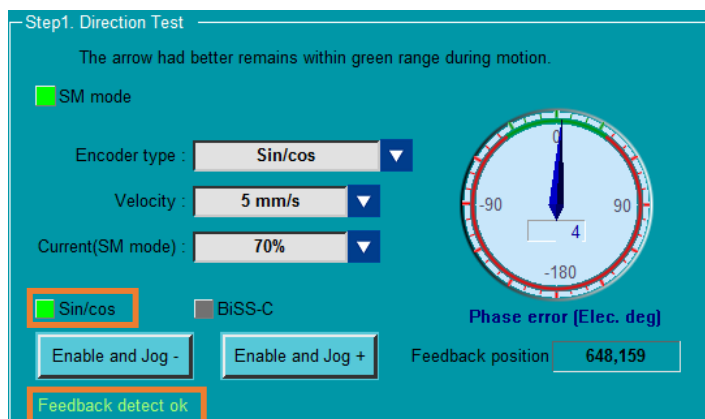 Step1. Direction Test
The arrow had better remains within green range during motion.
SM mode
Encoder type : Sin/cos
Velocity : 5 mm/s
Current(SM mode) : 70%
0
-90 90
4
-180
Phase error (Elec. deg)
Sin/cos BiSS-C
Enable and Jog - Enable and Jog + Feedback position 648,159
Feedback detect ok